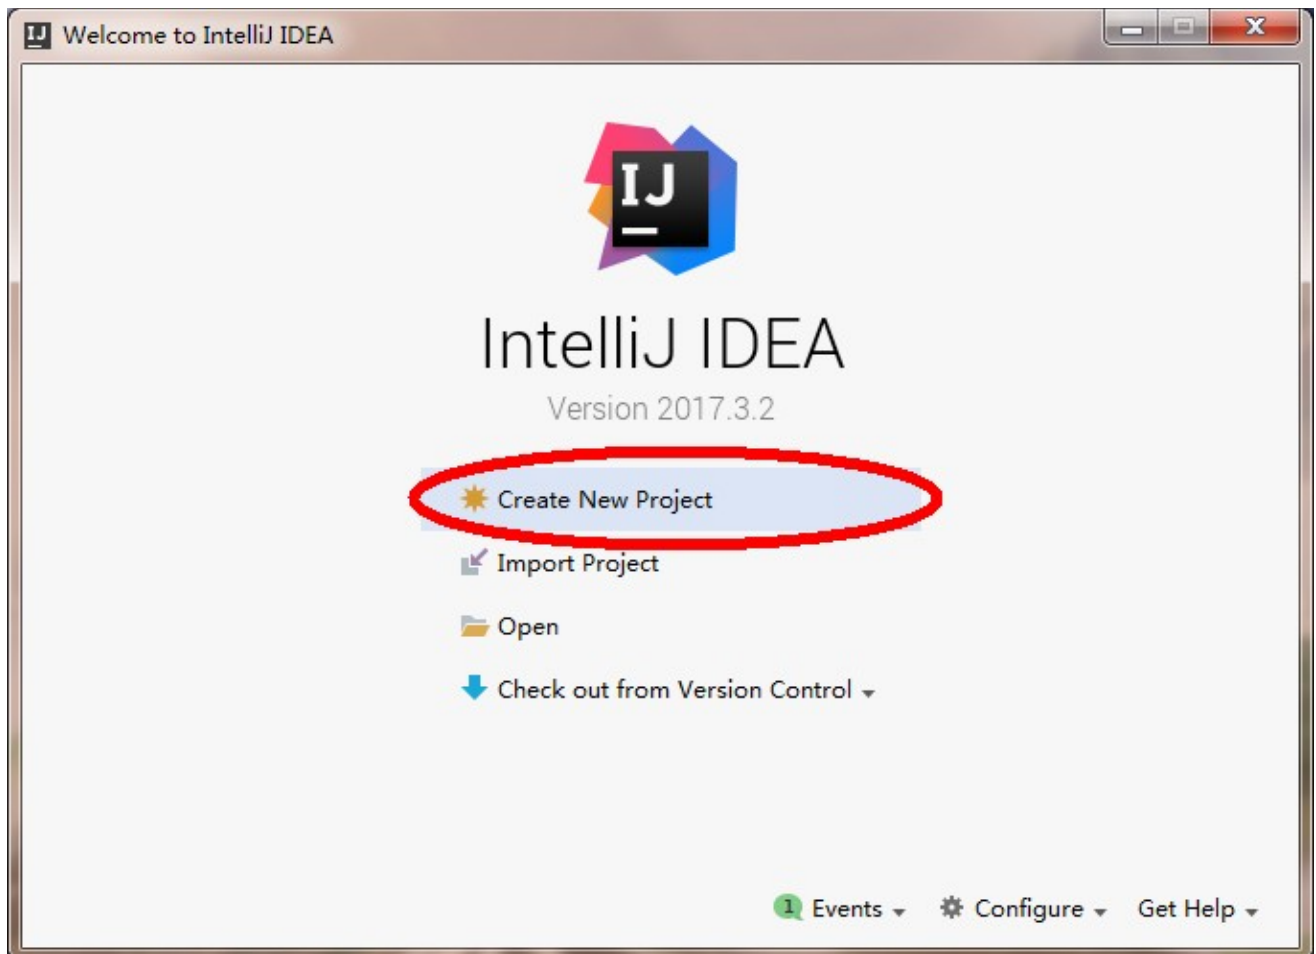 Welcome to IntelliJ IDEA
IJ
IntelliJ IDEA
Version 2017.3.2
Create New Project
Import Project
Open
Check out from Version Control
1 Events Configure Get Help